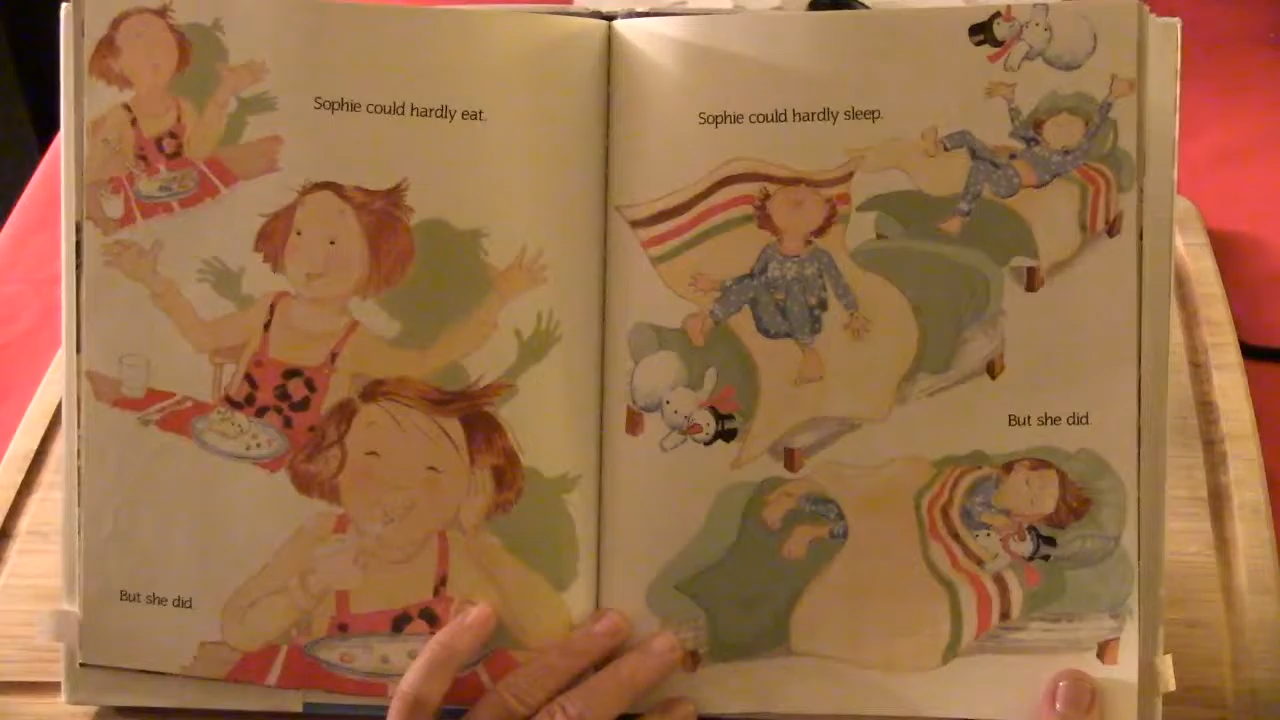 Sophie could hardly eat.
But she did.
Sophie could hardly sleep.
But she did.